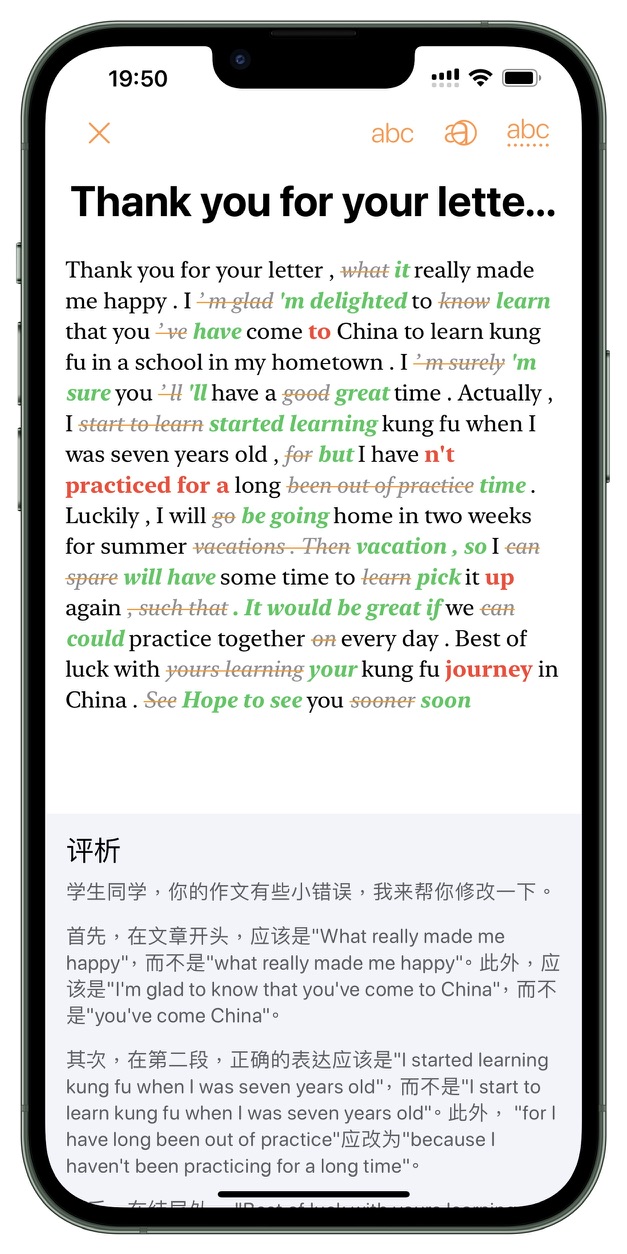 19:50
abc
abc
Thank you for your lette...
Thank you for your letter , what it really made
me happy . I ’ m glad 'm delighted to know learn
that you ’ ve have come to China to learn kung
fu in a school in my hometown . I ’ m surely 'm
sure you ’ ll 'll have a good great time . Actually ,
I start to learn started learning kung fu when I
was seven years old , for but I have n't
practiced for a long been out of practice time .
Luckily , I will go be going home in two weeks
for summer vacations . Then vacation , so I can
spare will have some time to learn pick it up
again , such that . It would be great if we can
could practice together on every day . Best of
luck with yours learning your kung fu journey in
China . See Hope to see you sooner soon
评析
学生同学，你的作文有些小错误，我来帮你修改一下。
首先，在文章开头，应该是"What really made me
happy"，而不是"what really made me happy"。此外，应
该是"I'm glad to know that you've come to China"，而不
是"you've come China"。
其次，在第二段，正确的表达应该是"I started learning
kung fu when I was seven years old"，而不是"I start to
learn kung fu when I was seven years old"。此外， "for I
have long been out of practice"应改为"because I
haven't been practicing for a long time"。